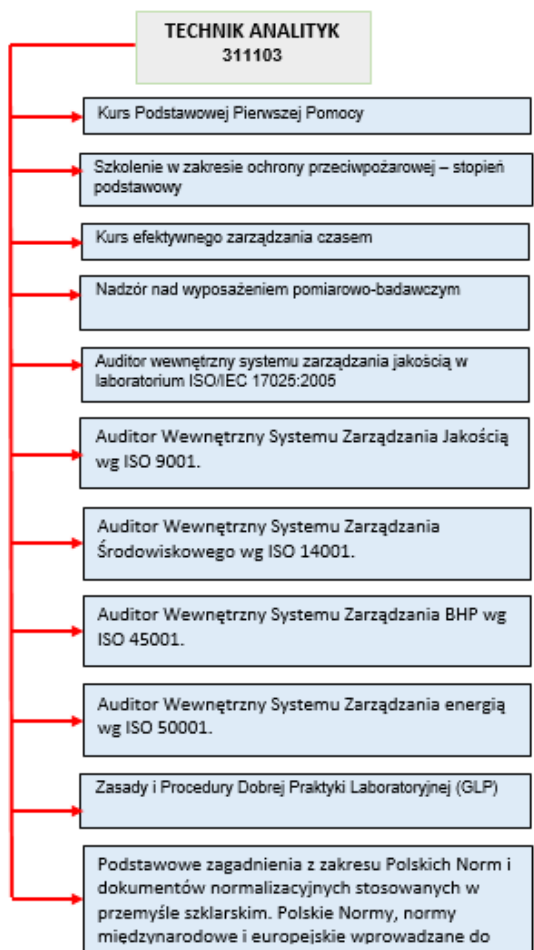 TECHNIK ANALITYK
311103
Kurs Podstawowej Pierwszej Pomocy
Szkolenie w zakresie ochrony przeciwpożarowej – stopień
podstawowy
Kurs efektywnego zarządzania czasem
Nadzór nad wyposażeniem pomiarowo-badawczym
Auditor wewnętrzny systemu zarządzania jakością w
laboratorium ISO/IEC 17025:2005
Auditor Wewnętrzny Systemu Zarządzania Jakością
wg ISO 9001.
Auditor Wewnętrzny Systemu Zarządzania
Środowiskowego wg ISO 14001.
Auditor Wewnętrzny Systemu Zarządzania BHP wg
ISO 45001.
Auditor Wewnętrzny Systemu Zarządzania energią
wg ISO 50001.
Zasady i Procedury Dobrej Praktyki Laboratoryjnej (GLP)
Podstawowe zagadnienia z zakresu Polskich Norm i
dokumentów normalizacyjnych stosowanych w
przemyśle szklarskim. Polskie Normy, normy
międzynarodowe i europejskie wprowadzane do